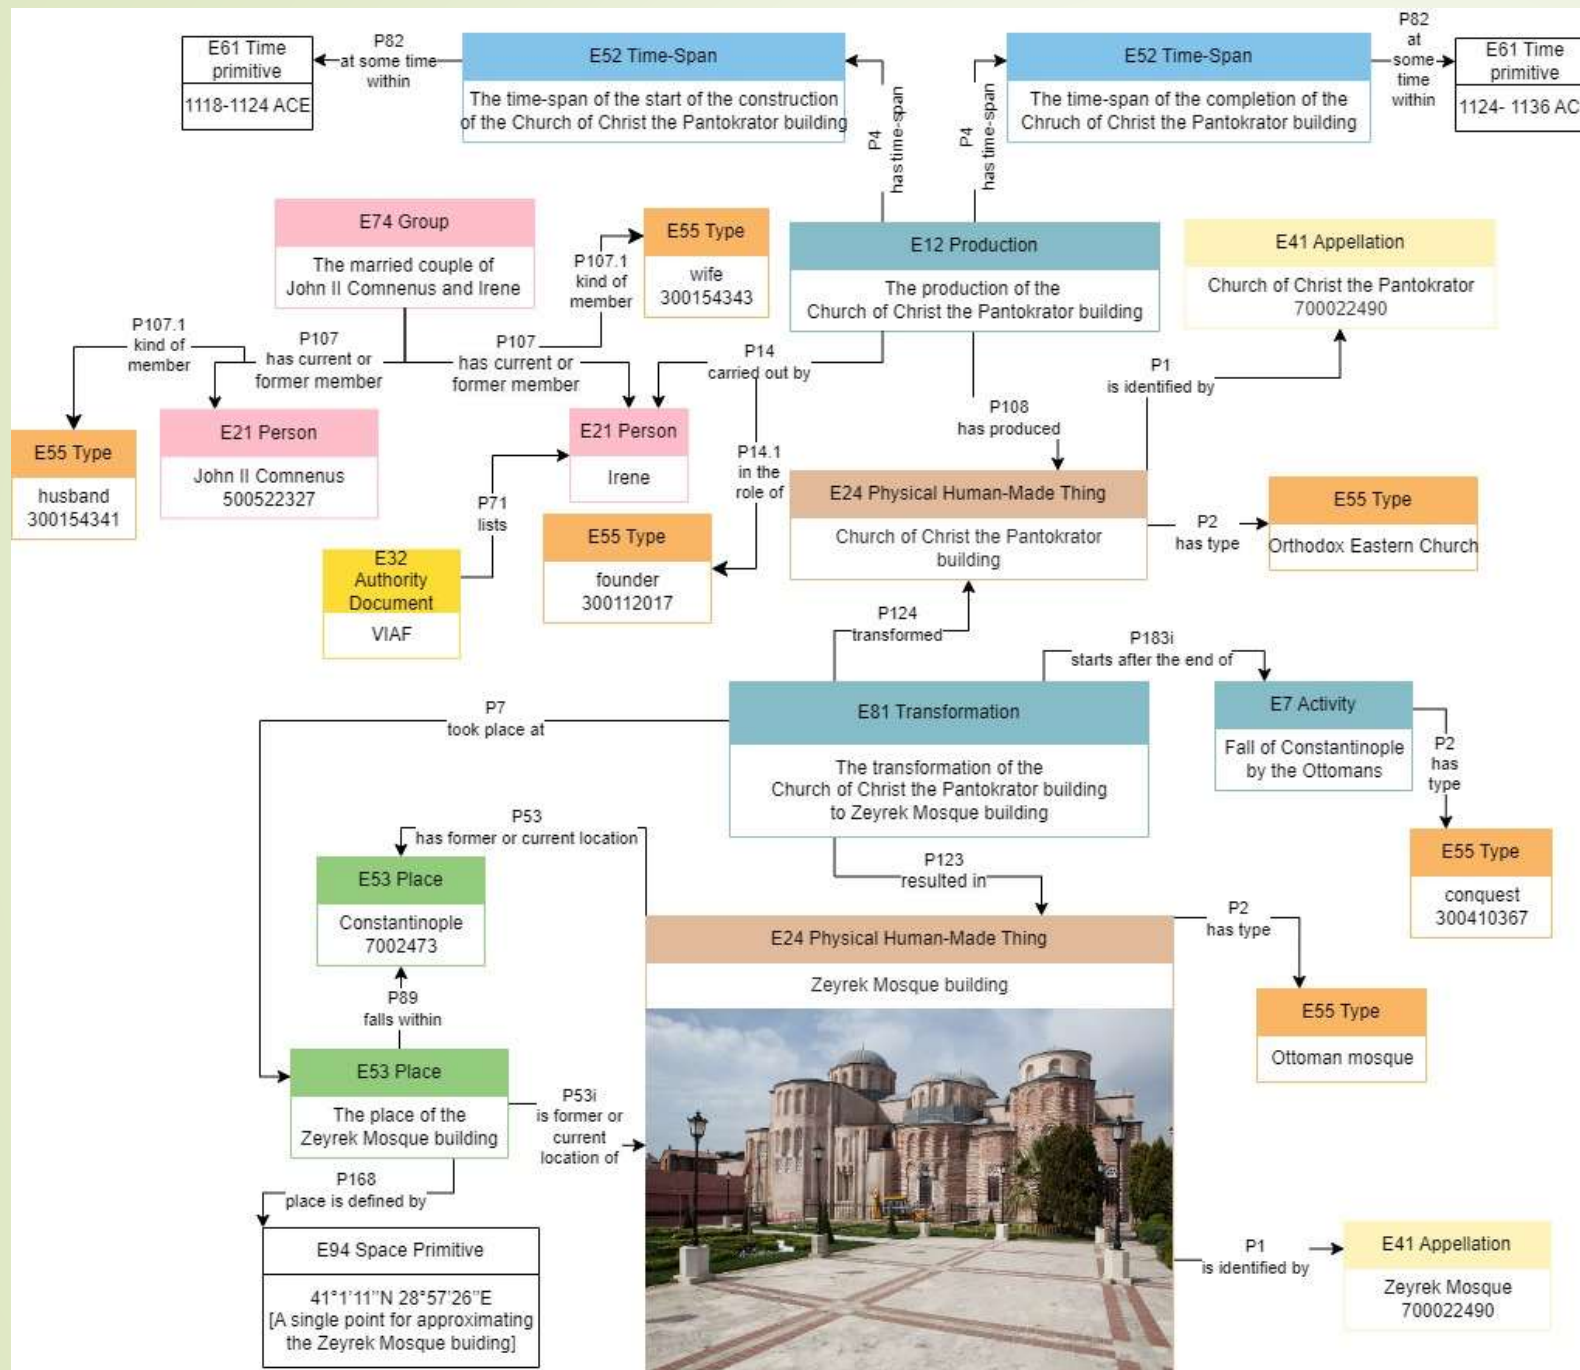 E61 Time
primitive
1118-1124 ACE
P82
at some time
within
E52 Time-Span
The time-span of the start of the construction
of the Church of Christ the Pantokrator building
E52 Time-Span
The time-span of the completion of the
Chruch of Christ the Pantokrator building
P82
at
some
time
within
E61 Time
primitive
1124- 1136 AC
P4
has time-span
P4
has time-span
E74 Group
The married couple of
John II Comnenus and Irene
P107.1
kind of
member
E55 Type
wife
300154343
E12 Production
The production of the
Church of Christ the Pantokrator building
E41 Appellation
Church of Christ the Pantokrator
700022490
P107.1
kind of
member
P107
has current or
former member
P107
has current or
former member
P14
carried out by
P1
is identified by
P108
has produced
E55 Type
husband
300154341
E21 Person
John II Comnenus
500522327
E21 Person
Irene
P14.1
in the
role of
P71
lists
E24 Physical Human-Made Thing
Church of Christ the Pantokrator
building
P2
has type
E55 Type
Orthodox Eastern Church
E32
Authority
Document
VIAF
E55 Type
founder
300112017
P124
transformed
P183i
starts after the end of
P7
took place at
E81 Transformation
The transformation of the
Church of Christ the Pantokrator building
to Zeyrek Mosque building
E7 Activity
Fall of Constantinople
by the Ottomans
P2
has
type
P53
has former or current location
P123
resulted in
E55 Type
conquest
300410367
E53 Place
Constantinople
7002473
E24 Physical Human-Made Thing
Zeyrek Mosque building
P2
has type
P89
falls within
E55 Type
Ottoman mosque
E53 Place
The place of the
Zeyrek Mosque building
P53i
is former or
current
location of
P168
place is defined by
E94 Space Primitive
41°1'11"N 28°57'26"E
[A single point for approximating
the Zeyrek Mosque buiding]
P1
is identified by
E41 Appellation
Zeyrek Mosque
700022490